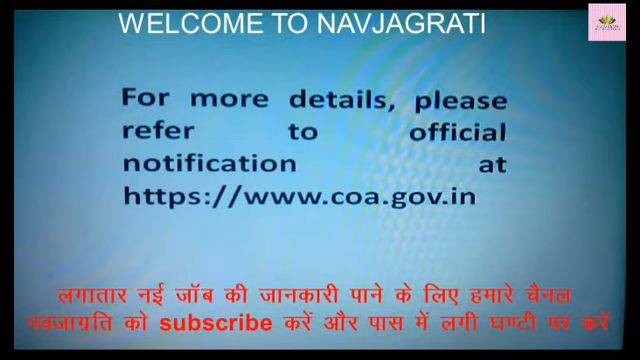 WELCOME TO NAVJAGRATI
For more details, please
refer to official
notification at
https://www.coa.gov.in
लगातार नई जॉब की जानकारी पाने के लिए हमारे चैनल
नवजाग्रति को subscribe करें और पास में लगी घण्टी पर करें